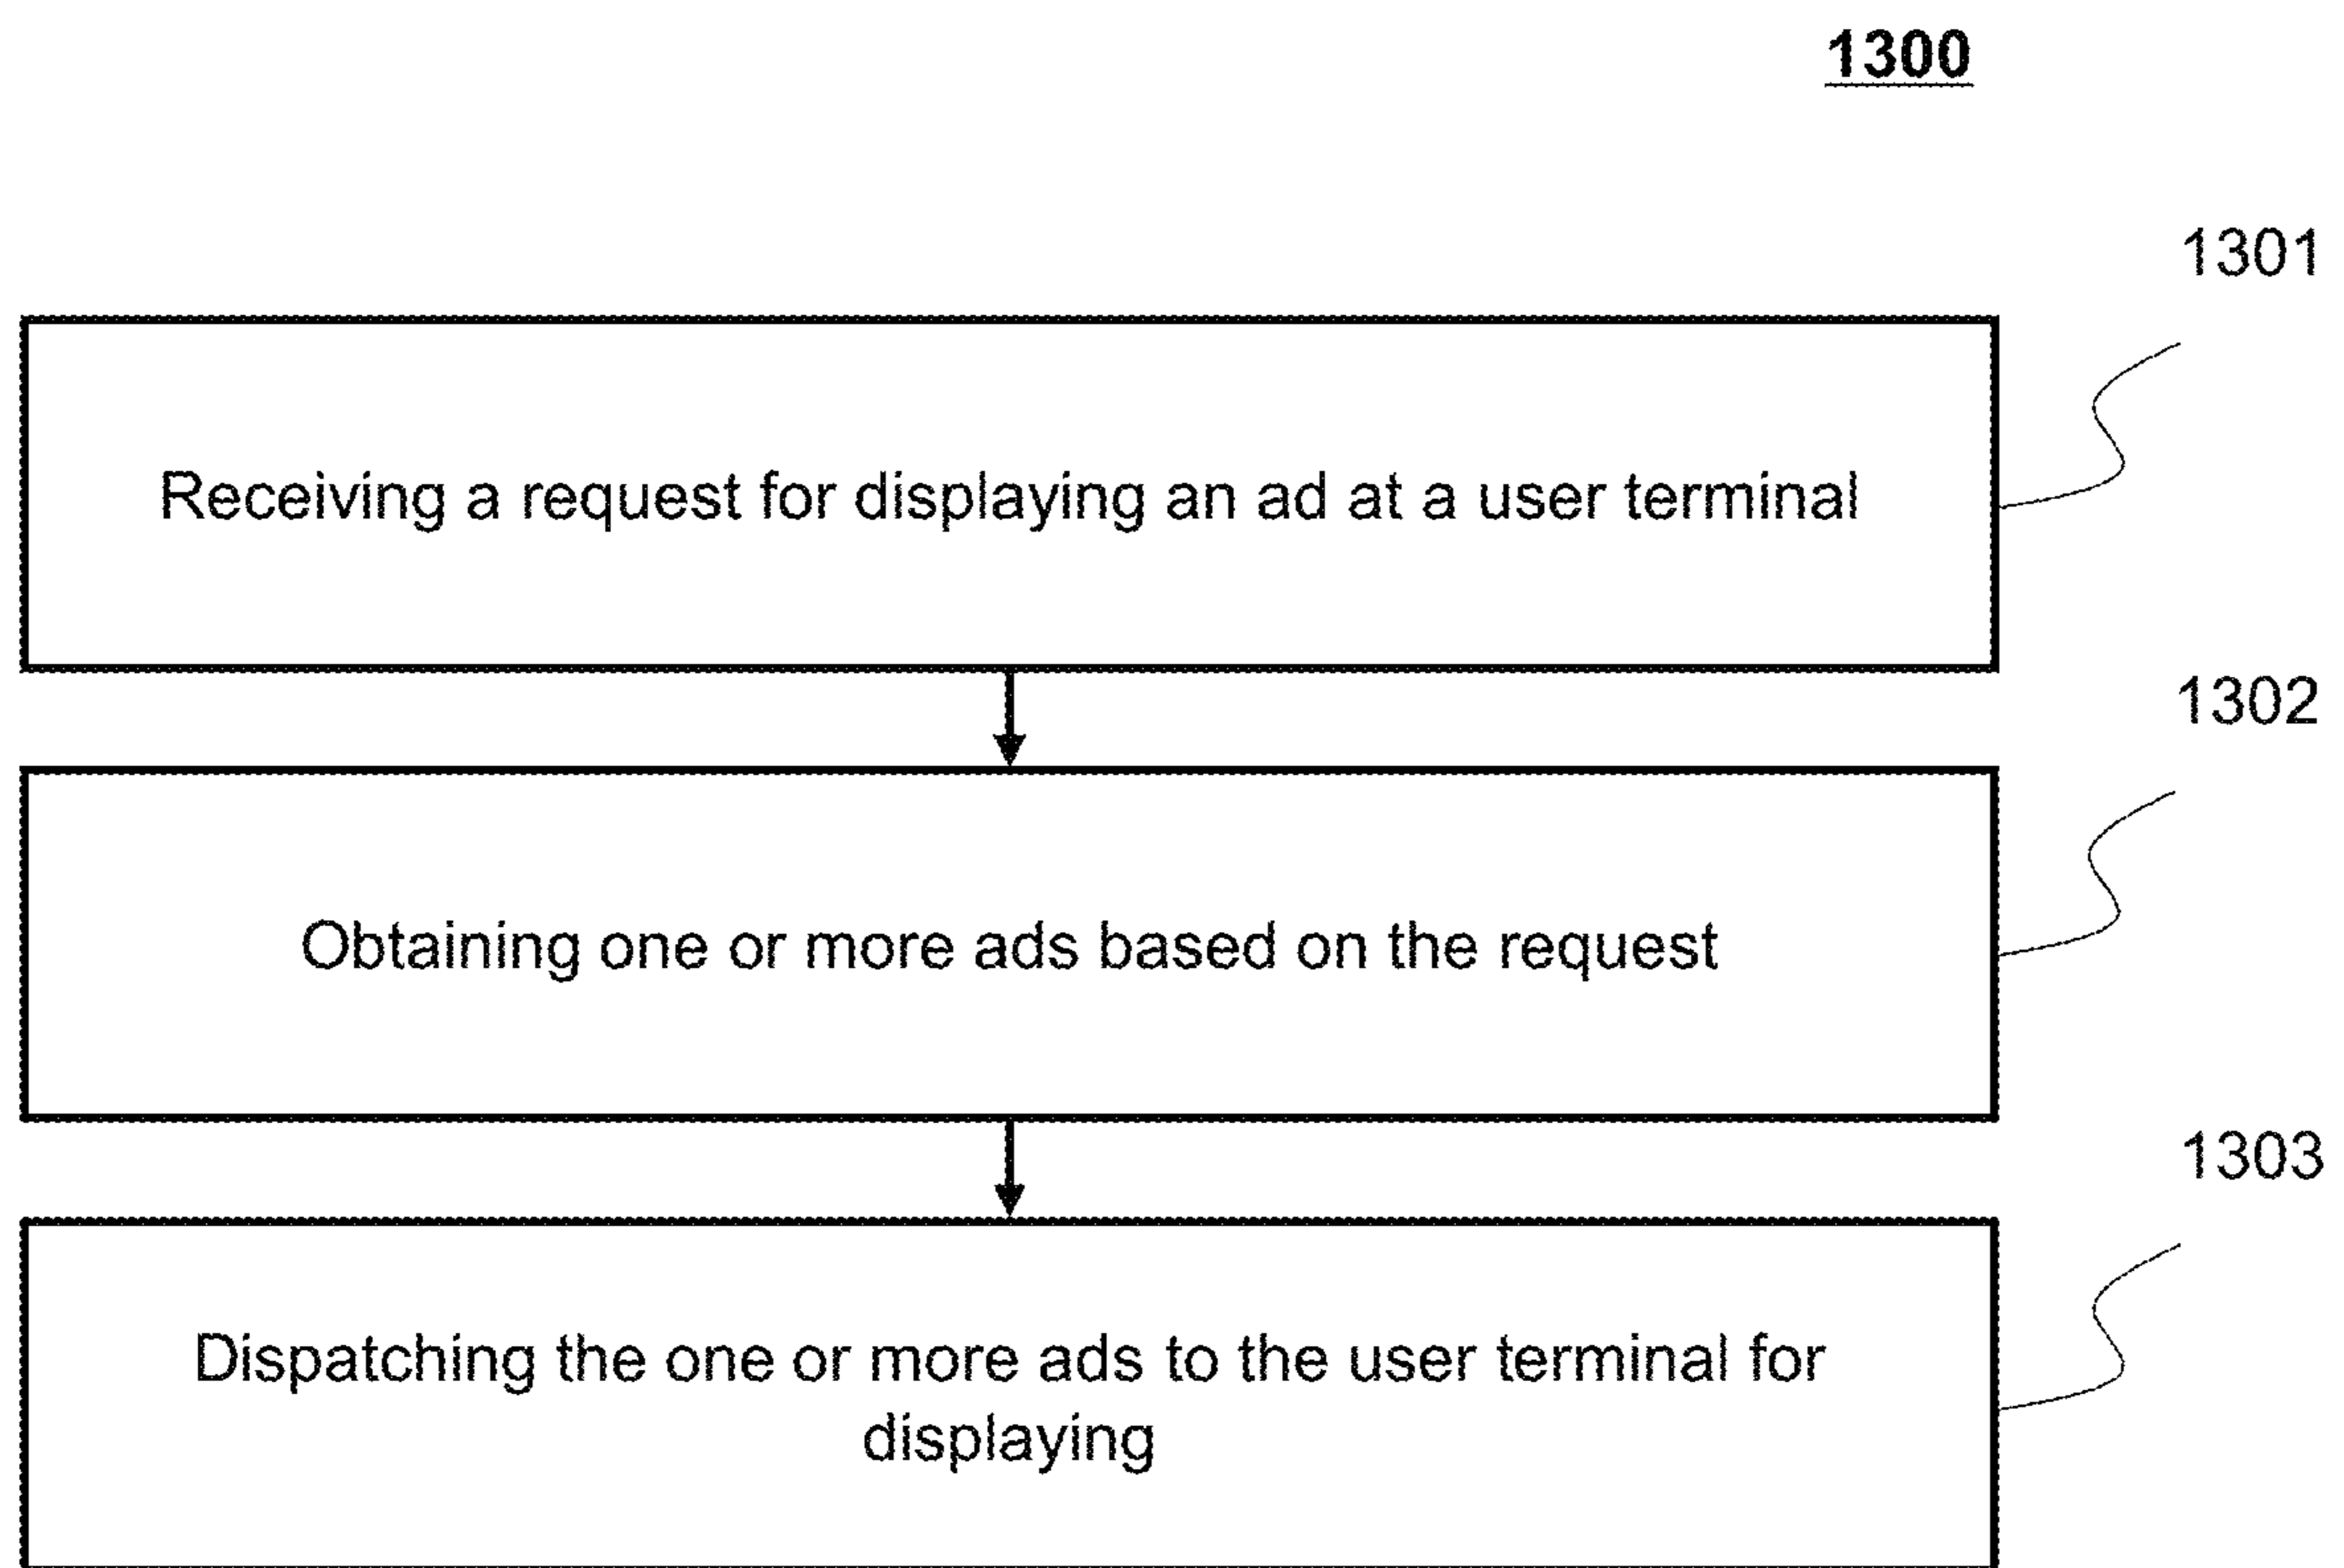 1300
1301
Receiving a request for displaying an ad at a user terminal
1302
Obtaining one or more ads based on the request
1303
Dispatching the one or more ads to the user terminal for
displaying